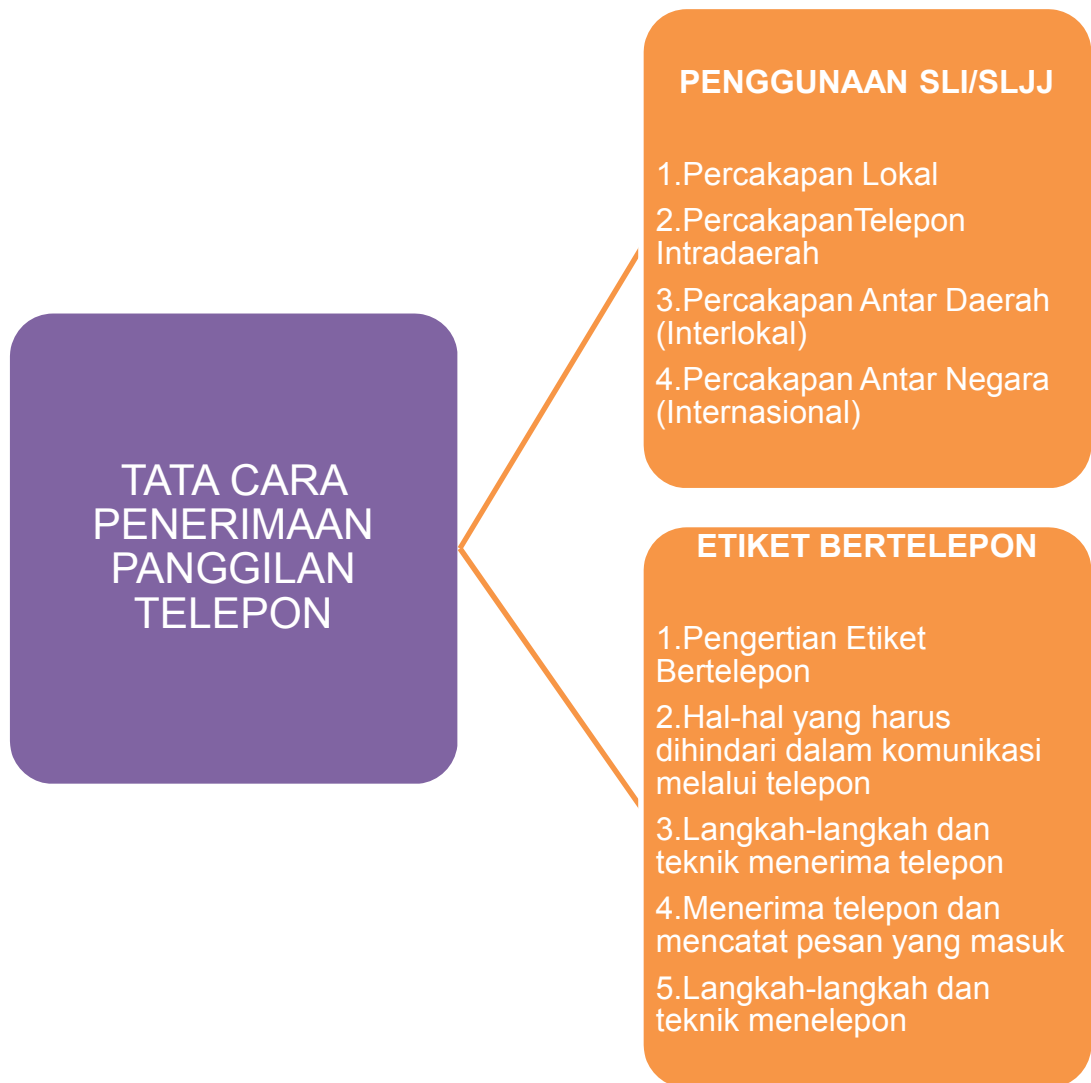 TATA CARA
PENERIMAAN
PANGGILAN
TELEPON
PENGGUNAAN SLI/SLJJ
1.Percakapan Lokal
2.PercakapanTelepon
Intradaerah
3.Percakapan Antar Daerah
(Interlokal)
4.Percakapan Antar Negara
(Internasional)
ETIKET BERTELEPON
1.Pengertian Etiket
Bertelepon
2.Hal-hal yang harus
dihindari dalam komunikasi
melalui telepon
3.Langkah-langkah dan
teknik menerima telepon
4.Menerima telepon dan
mencatat pesan yang masuk
5.Langkah-langkah dan
teknik menelepon